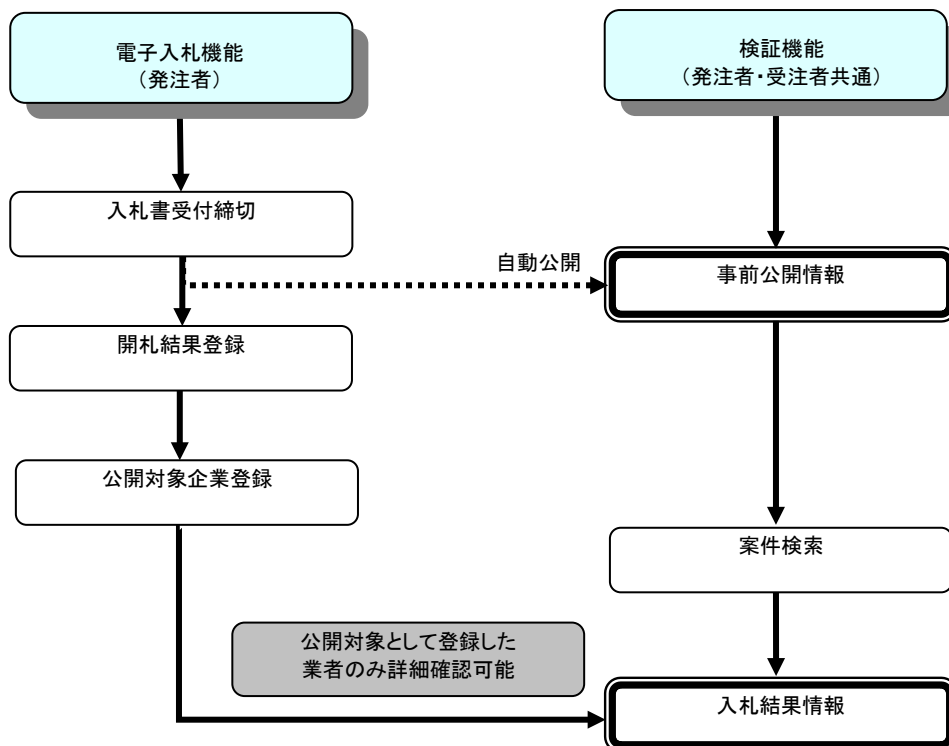 電子入札機能
（発注者）
検証機能
（発注者・受注者共通）
入札書受付締切
自動公開
事前公開情報
開札結果登録
公開対象企業登録
案件検索
公開対象として登録した
業者のみ詳細確認可能
入札結果情報